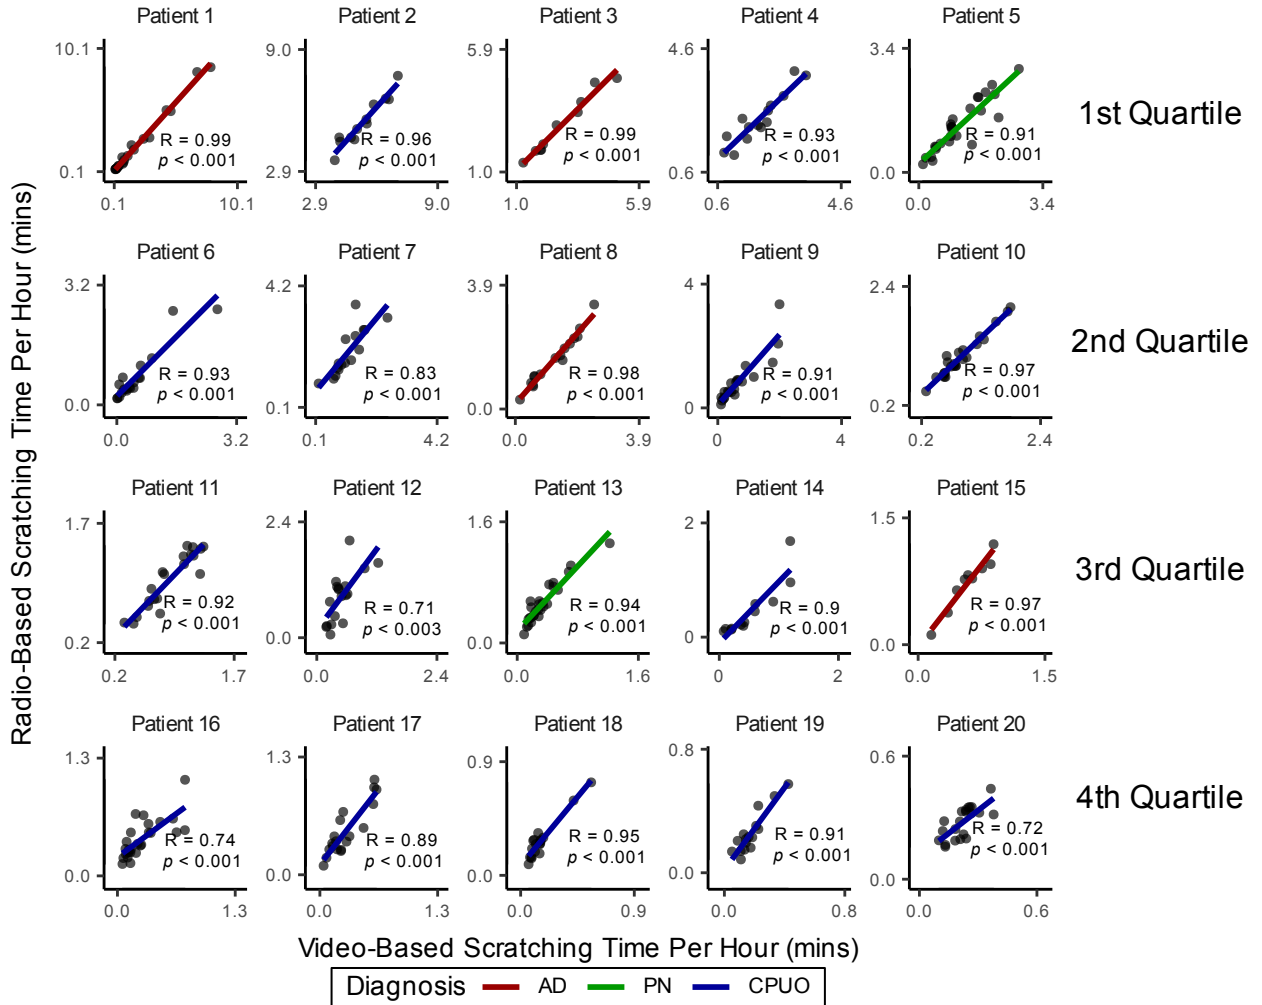 Patient 1 Patient 2 Patient 3 Patient 4 Patient 5
10.1 9.0 5.9 4.6 3.4
1st Quartile
R = 0.99 R = 0.96 R = 0.99 R = 0.93 R = 0.91
p < 0.001 p < 0.001 p < 0.001 p < 0.001 p < 0.001
0.1 2.9 1.0 0.6 0.0
0.1 10.1 2.9 9.0 1.0 5.9 0.6 4.6 0.0 3.4
Radio-Based Scratching Time Per Hour (mins)
Patient 6 Patient 7 Patient 8 Patient 9 Patient 10
3.2 4.2 3.9 4 2.4
2nd Quartile
R = 0.93 R = 0.83 R = 0.98 R = 0.91 R = 0.97
p < 0.001 p < 0.001 p < 0.001 p < 0.001 p < 0.001
0.0 0.1 0.0 0 0.2
0.0 3.2 0.1 4.2 0.0 3.9 0 4 0.2 2.4
Patient 11 Patient 12 Patient 13 Patient 14 Patient 15
1.7 2.4 1.6 2 1.5
3rd Quartile
R = 0.92 R = 0.71 R = 0.94 R = 0.9 R = 0.97
p < 0.001 p < 0.003 p < 0.001 p < 0.001 p < 0.001
0.2 0.0 0.0 0 0.0
0.2 1.7 0.0 2.4 0.0 1.6 0 2 0.0 1.5
Patient 16 Patient 17 Patient 18 Patient 19 Patient 20
1.3 1.3 0.9 0.8 0.6
4th Quartile
R = 0.74 R = 0.89 R = 0.95 R = 0.91 R = 0.72
p < 0.001 p < 0.001 p < 0.001 p < 0.001 p < 0.001
0.0 0.0 0.0 0.0 0.0
0.0 1.3 0.0 1.3 0.0 0.9 0.0 0.8 0.0 0.6
Video-Based Scratching Time Per Hour (mins)
Diagnosis AD PN CPUO